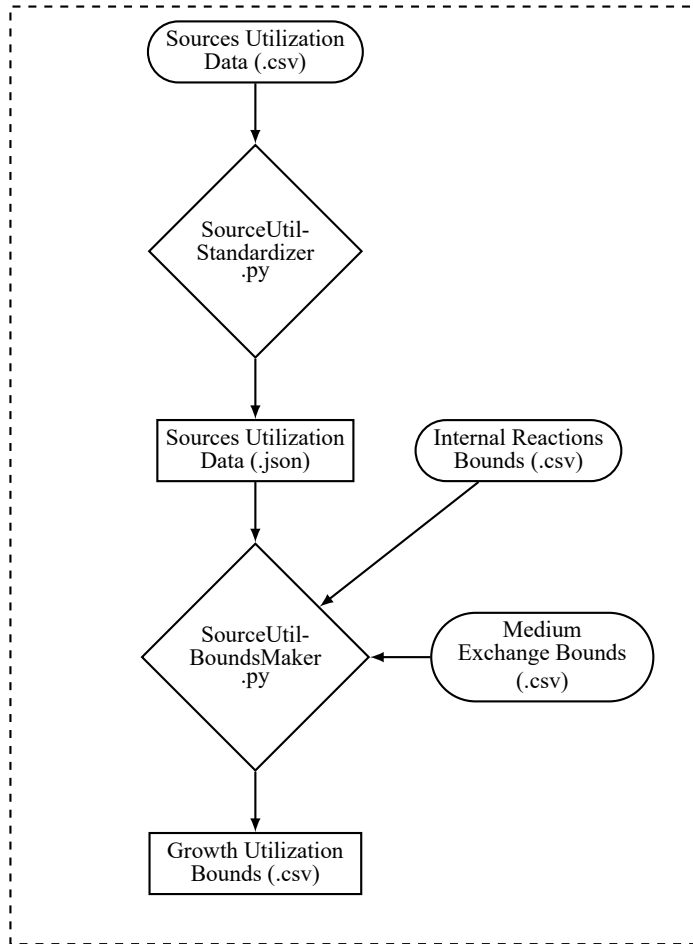 Sources Utilization
Data (.csv)
SourceUtil-
Standardizer
.py
Sources Utilization
Data (.json)
Internal Reactions
Bounds (.csv)
SourceUtil-
BoundsMaker
.py
Medium
Exchange Bounds
(.csv)
Growth Utilization
Bounds (.csv)